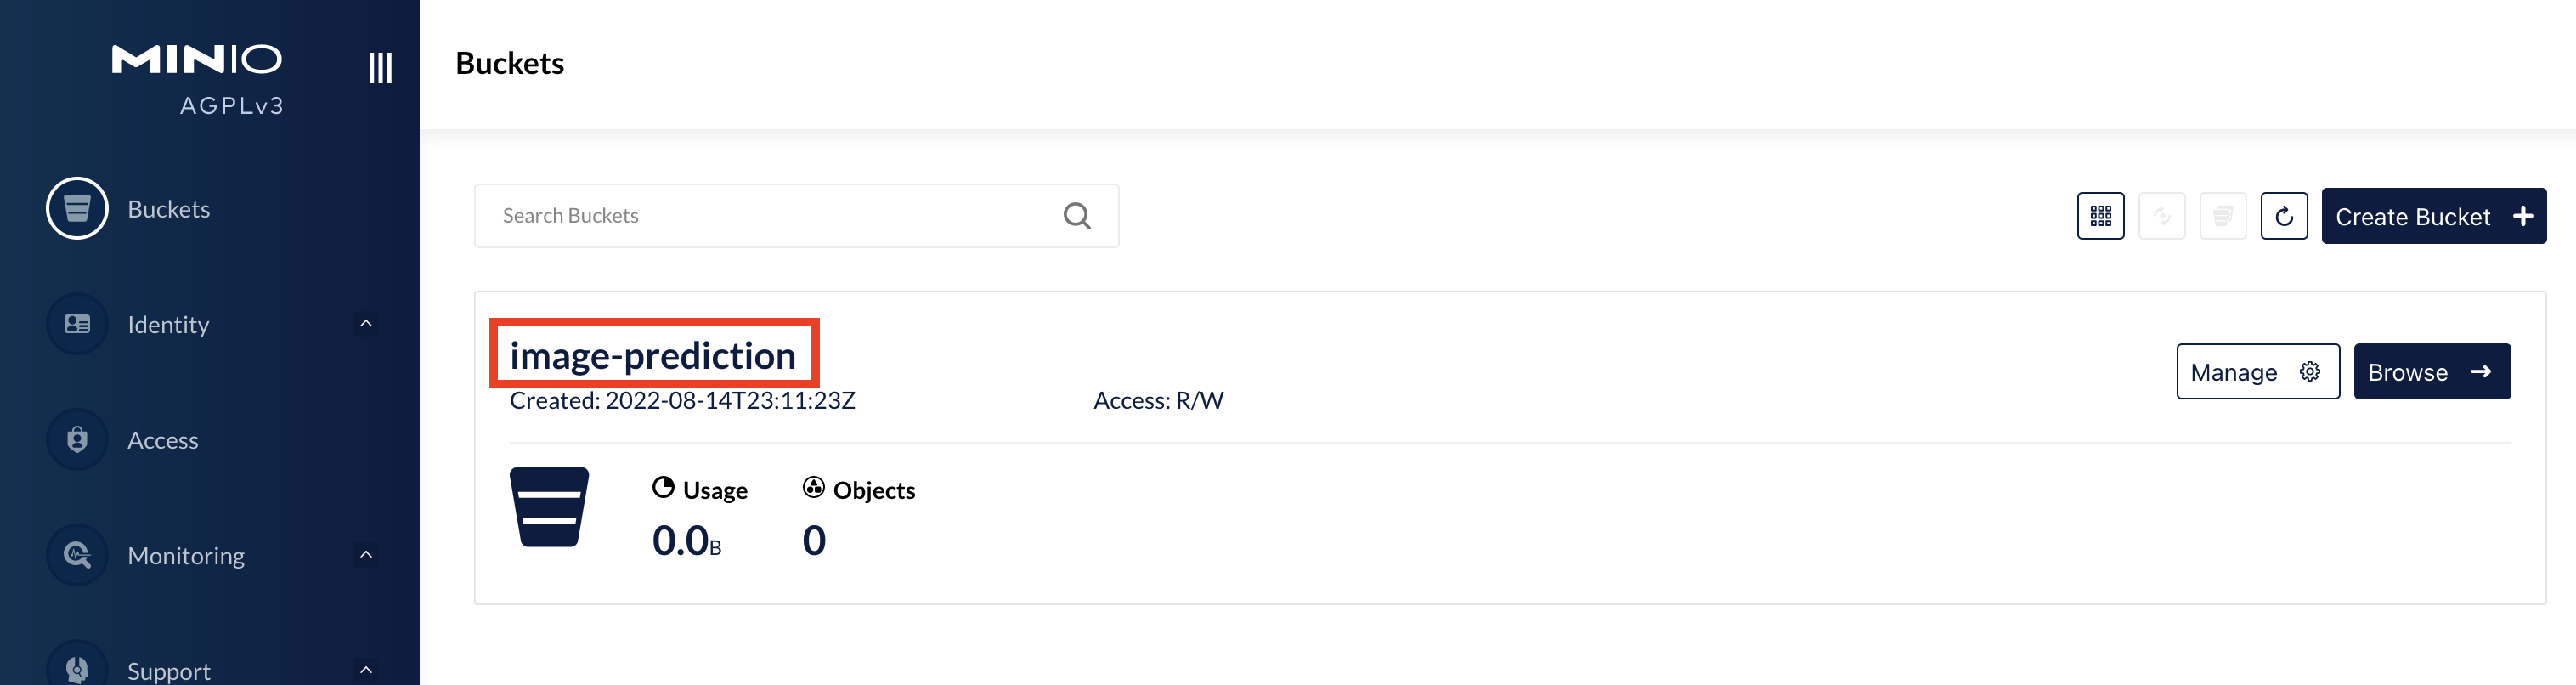 MINIO
AGPLv3
Buckets
Identity
Access
Monitoring
Support
Buckets
Search Buckets
Create Bucket
image-prediction
Created: 2022-08-14T23:11:23Z
Access: R/W
Manage
Browse
Usage
0.0B
Objects
0